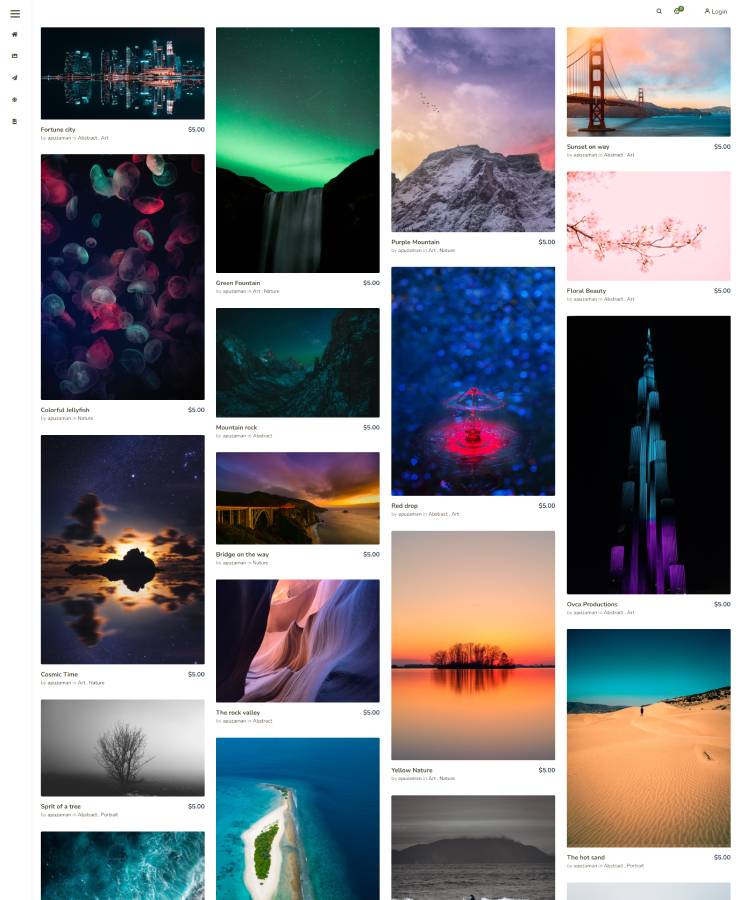 Login
Fortune city $5.00
by apuzaman in Abstract , Art
Colorful Jellyfish $5.00
by apuzaman in Nature
Cosmic Time $5.00
by apuzaman in Art , Nature
Sprit of a tree $5.00
by apuzaman in Abstract , Portrait
Green Fountain $5.00
by apuzaman in Art , Nature
Mountain rock $5.00
by apuzaman in Abstract
Bridge on the way $5.00
by apuzaman in Nature
The rock valley $5.00
by apuzaman in Abstract
Purple Mountain $5.00
by apuzaman in Art , Nature
Red drop $5.00
by apuzaman in Abstract , Art
Yellow Nature $5.00
by apuzaman in Art , Nature
Sunset on way $5.00
by apuzaman in Abstract , Art
Floral Beauty $5.00
by apuzaman in Abstract , Art
Ovca Productions $5.00
by apuzaman in Abstract , Art
The hot sand $5.00
by apuzaman in Abstract , Portrait